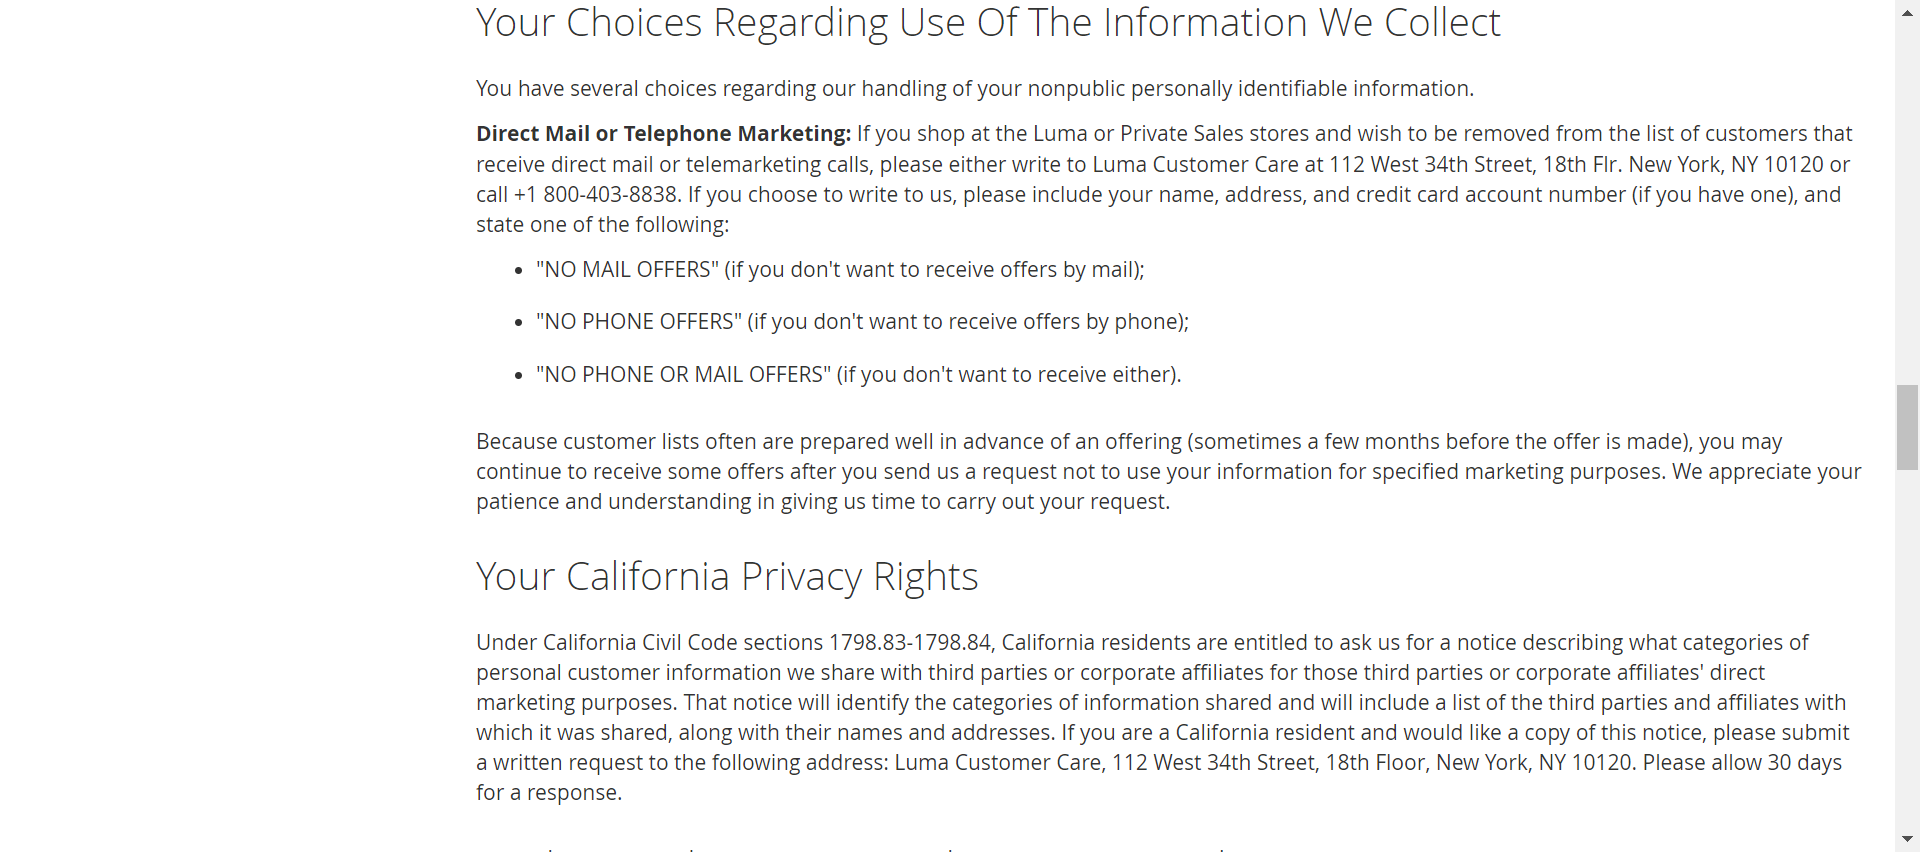 Your Choices Regarding Use Of The Information We Collect
You have several choices regarding our handling of your nonpublic personally identifiable information.
Direct Mail or Telephone Marketing: If you shop at the Luma or Private Sales stores and wish to be removed from the list of customers that
receive direct mail or telemarketing calls, please either write to Luma Customer Care at 112 West 34th Street, 18th Flr. New York, NY 10120 or
call +1 800-403-8838. If you choose to write to us, please include your name, address, and credit card account number (if you have one), and
state one of the following:
• "NO MAIL OFFERS" (if you don't want to receive offers by mail);
• "NO PHONE OFFERS" (if you don't want to receive offers by phone);
• "NO PHONE OR MAIL OFFERS" (if you don't want to receive either).
Because customer lists often are prepared well in advance of an offering (sometimes a few months before the offer is made), you may
continue to receive some offers after you send us a request not to use your information for specified marketing purposes. We appreciate your
patience and understanding in giving us time to carry out your request.
Your California Privacy Rights
Under California Civil Code sections 1798.83-1798.84, California residents are entitled to ask us for a notice describing what categories of
personal customer information we share with third parties or corporate affiliates for those third parties or corporate affiliates' direct
marketing purposes. That notice will identify the categories of information shared and will include a list of the third parties and affiliates with
which it was shared, along with their names and addresses. If you are a California resident and would like a copy of this notice, please submit
a written request to the following address: Luma Customer Care, 112 West 34th Street, 18th Floor, New York, NY 10120. Please allow 30 days
for a response.